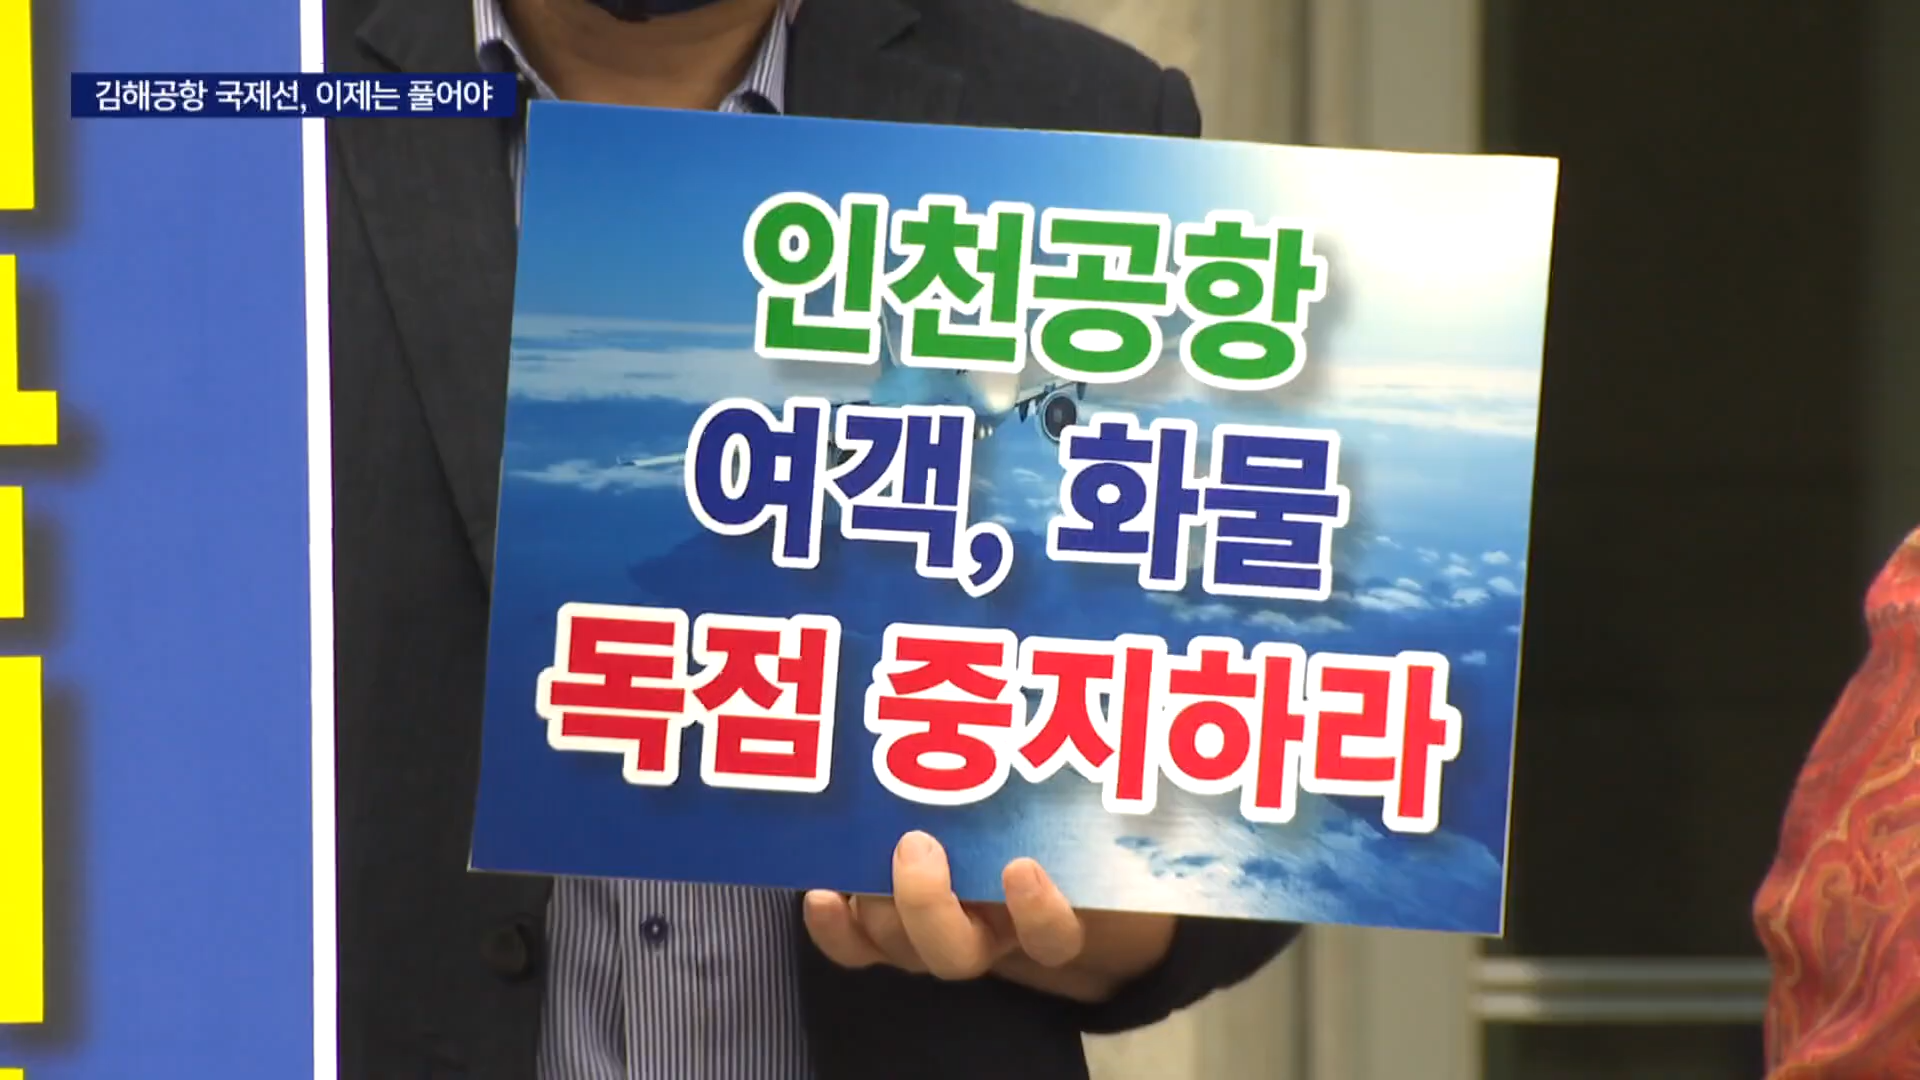 김해공항 국제선, 이제는 풀어야
인천공항
여객, 화물
독점 중지하라